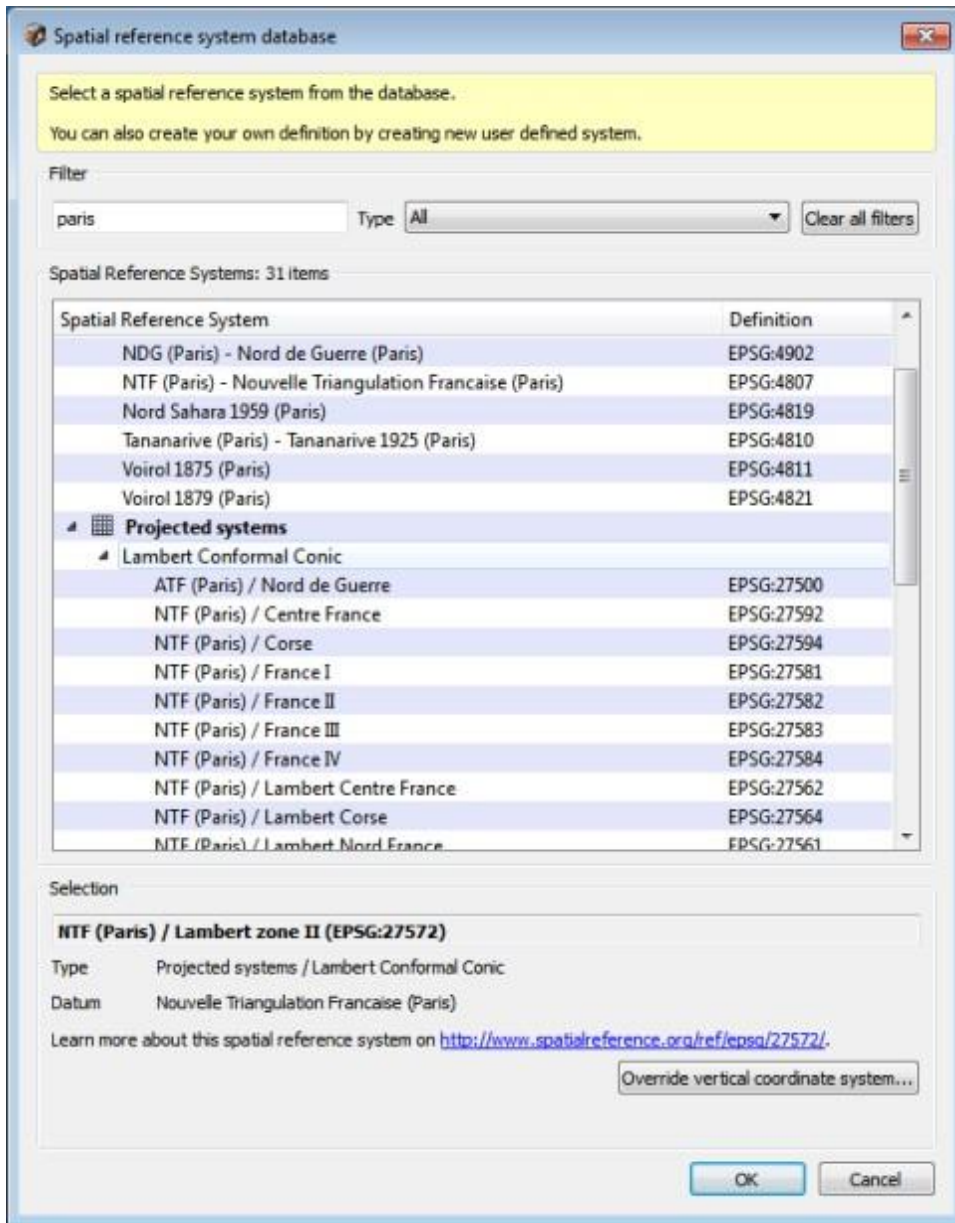 Spatial reference system database
Select a spatial reference system from the database.
You can also create your own definition by creating new user defined system.
Filter
paris Type All Clear all filters
Spatial Reference Systems: 31 items
Spatial Reference System Definition
NDG (Paris) - Nord de Guerre (Paris) EPSG:4902
NTF (Paris) - Nouvelle Triangulation Francaise (Paris) EPSG:4807
Nord Sahara 1959 (Paris) EPSG:4819
Tananarive (Paris) - Tananarive 1925 (Paris) EPSG:4810
Voirol 1875 (Paris) EPSG:4811
Voirol 1879 (Paris) EPSG:4821
Projected systems
Lambert Conformal Conic
ATF (Paris) / Nord de Guerre EPSG:27500
NTF (Paris) / Centre France EPSG:27592
NTF (Paris) / Corse EPSG:27594
NTF (Paris) / France I EPSG:27581
NTF (Paris) / France II EPSG:27582
NTF (Paris) / France III EPSG:27583
NTF (Paris) / France IV EPSG:27584
NTF (Paris) / Lambert Centre France EPSG:27562
NTF (Paris) / Lambert Corse EPSG:27564
NTF (Paris) / Lambert Nord France EPSG:27561
Selection
NTF (Paris) / Lambert zone II (EPSG:27572)
Type Projected systems / Lambert Conformal Conic
Datum Nouvelle Triangulation Francaise (Paris)
Learn more about this spatial reference system on http://www.spatialreference.org/ref/epsg/27572/.
Override vertical coordinate system...
OK Cancel